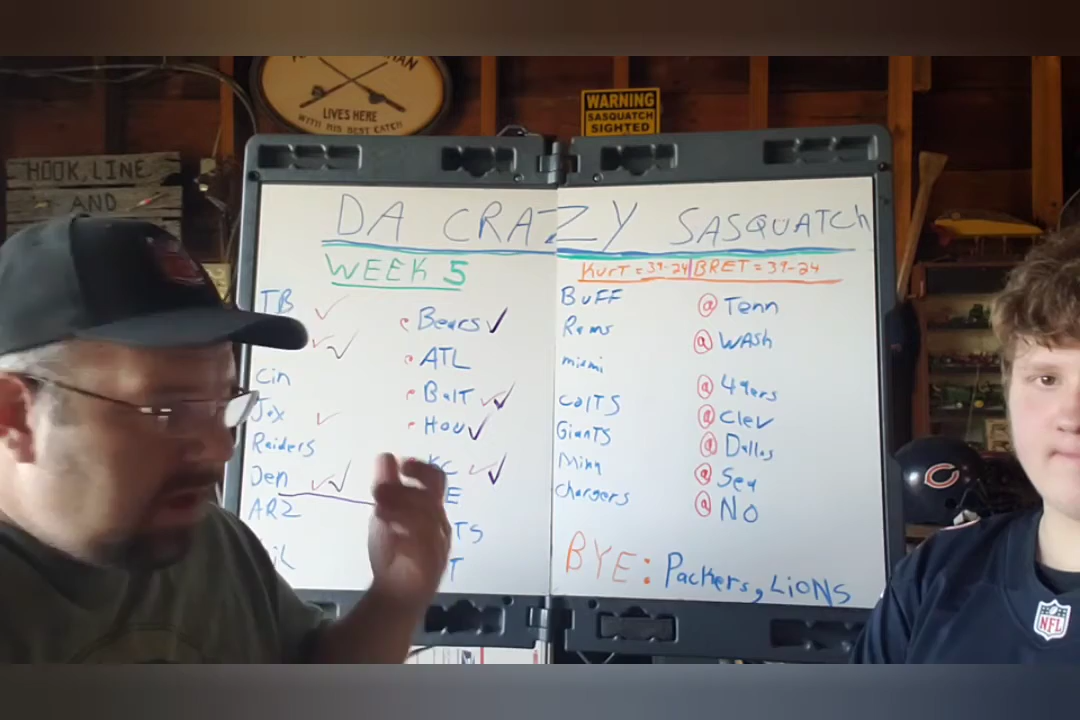 LIVES HERE
WITH HIS BEST CATCH
WARNING
SASQUATCH
SIGHTED
HOOK, LINE
AND
DA CRAZY SASQUATCH
WEEK 5
KURT = 39-24 BRET = 39-24
TB Bears
ATL
Cin BalT
Jax HOU
Raiders KC
Den
ARZ
BUFF @ Tenn
Rams @ WASh
miami @ 49ers
ColTS @ Clev
GianTS @ Dallas
Minn @ Sea
Chargers @ NO
BYE: Packers, LiONS
NFL